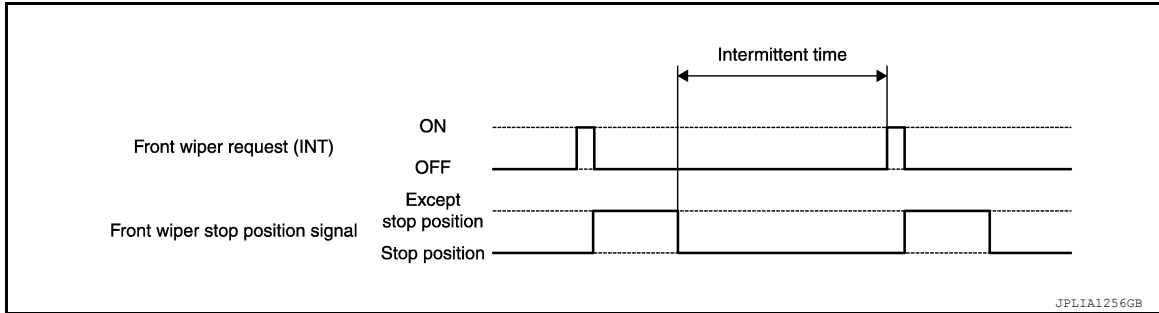 Intermittent time
ON
Front wiper request (INT)
OFF
Except
stop position
Front wiper stop position signal
Stop position
JPLIA1256GB